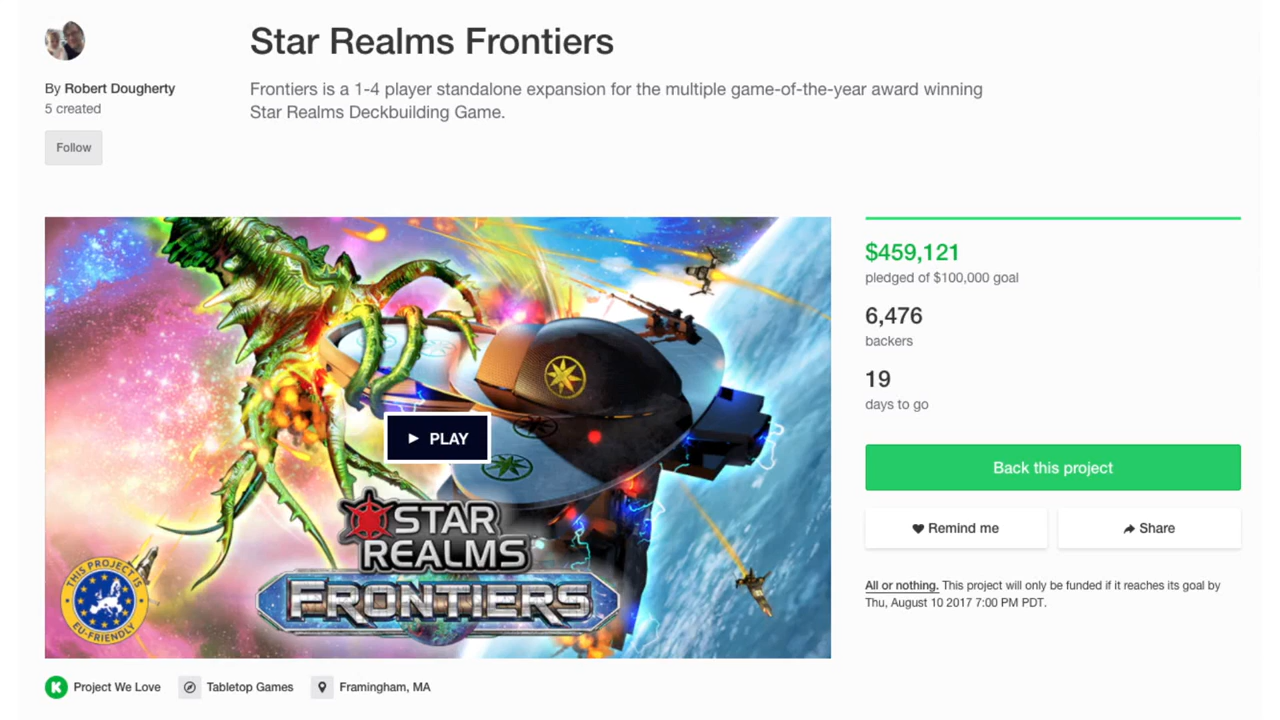 Star Realms Frontiers
By Robert Dougherty
5 created
Follow
Frontiers is a 1-4 player standalone expansion for the multiple game-of-the-year award winning
Star Realms Deckbuilding Game.
PLAY
STAR
REALMS
FRONTIERS
THIS PROJECT IS
EU-FRIENDLY
$459,121
pledged of $100,000 goal
6,476
backers
19
days to go
Back this project
Remind me
Share
All or nothing. This project will only be funded if it reaches its goal by
Thu, August 10 2017 7:00 PM PDT.
K
Project We Love
Tabletop Games
Framingham, MA